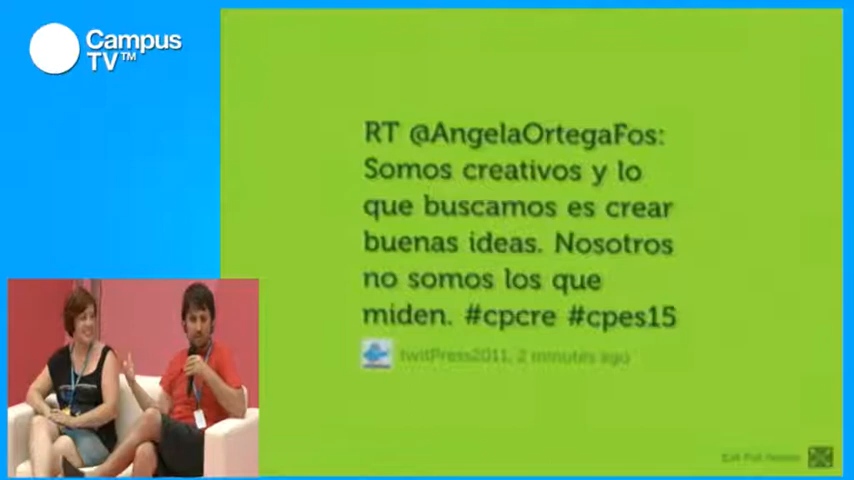 Campus
TV™
RT @AngelaOrtegaFos:
Somos creativos y lo
que buscamos es crear
buenas ideas. Nosotros
no somos los que
miden. #cpcre #cpes15
twitPress2011, 2 minutes ago